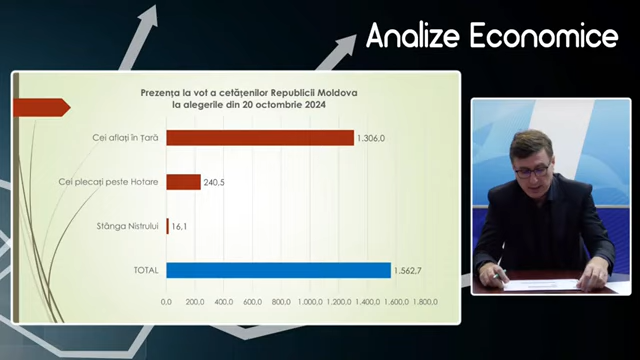 Analize Economice
Prezența la vot a cetățenilor Republicii Moldova
la alegerile din 20 octombrie 2024
Cei aflați în Țară
1.306,0
Cei plecați peste Hotare
240,5
Stânga Nistrului
16,1
TOTAL
1.562,7
0,0 200,0 400,0 600,0 800,0 1.000,0 1.200,0 1.400,0 1.600,0 1.800,0